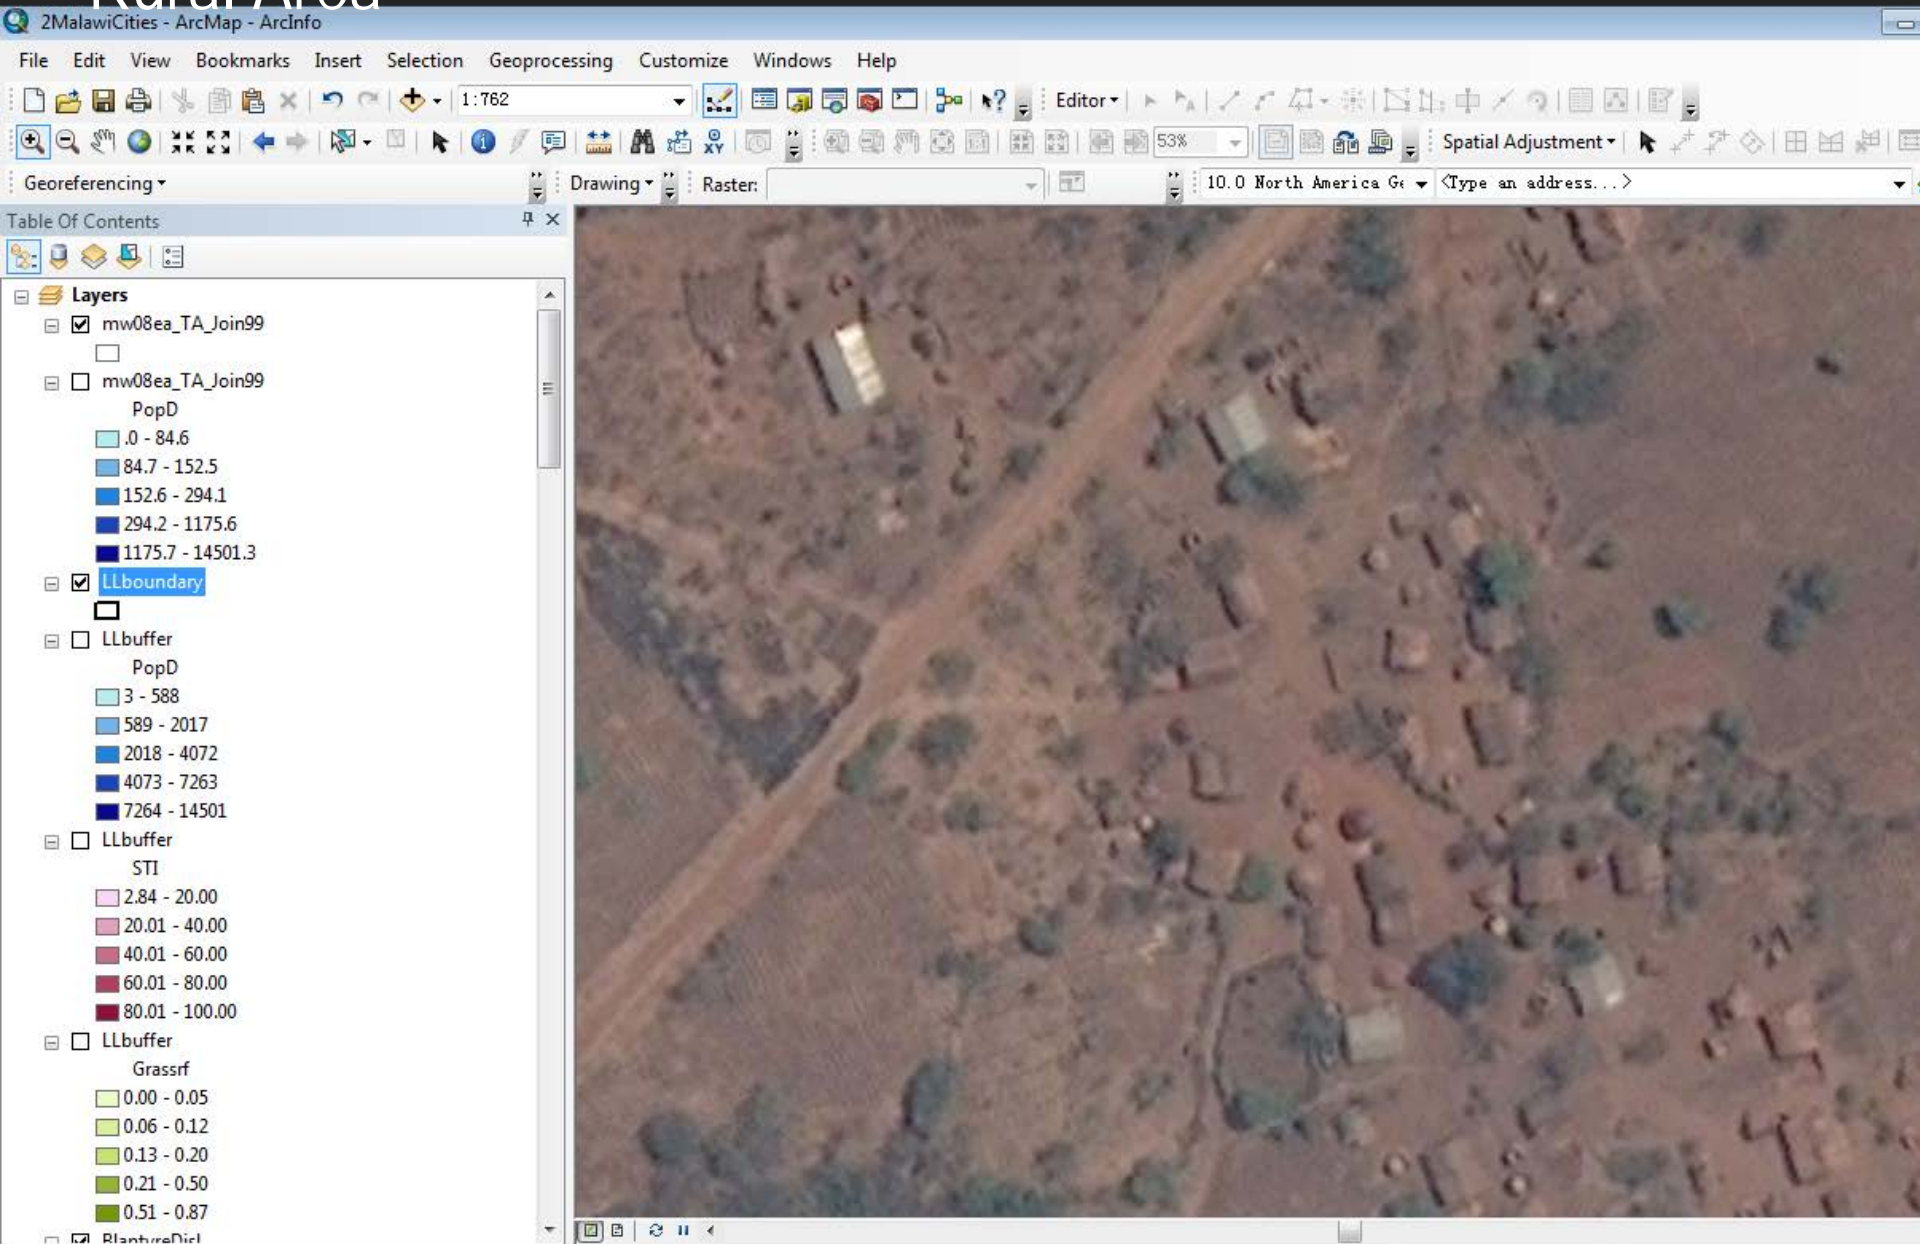 Rural Area
2MalawiCities - ArcMap - ArcInfo
File Edit View Bookmarks Insert Selection Geoprocessing Customize Windows Help
1:762
Editor
53%
Spatial Adjustment
Georeferencing
Drawing
Raster:
10.0 North America Ge
<Type an address...>
Table Of Contents
Layers
mw08ea_TA_Join99
mw08ea_TA_Join99
PopD
.0 - 84.6
84.7 - 152.5
152.6 - 294.1
294.2 - 1175.6
1175.7 - 14501.3
LLboundary
LLbuffer
PopD
3 - 588
589 - 2017
2018 - 4072
4073 - 7263
7264 - 14501
LLbuffer
STI
2.84 - 20.00
20.01 - 40.00
40.01 - 60.00
60.01 - 80.00
80.01 - 100.00
LLbuffer
Grassrf
0.00 - 0.05
0.06 - 0.12
0.13 - 0.20
0.21 - 0.50
0.51 - 0.87